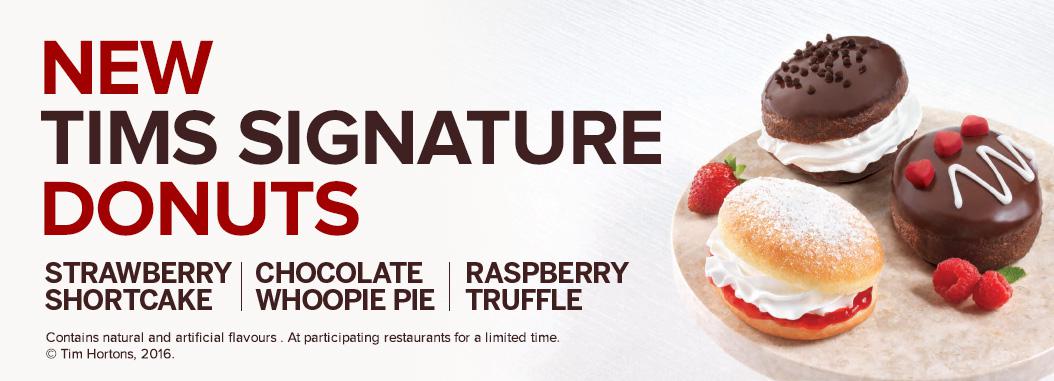 NEW
TIMS SIGNATURE
DONUTS
STRAWBERRY
SHORTCAKE
CHOCOLATE
WHOOPIE PIE
RASPBERRY
TRUFFLE
Contains natural and artificial flavours . At participating restaurants for a limited time.
© Tim Hortons, 2016.